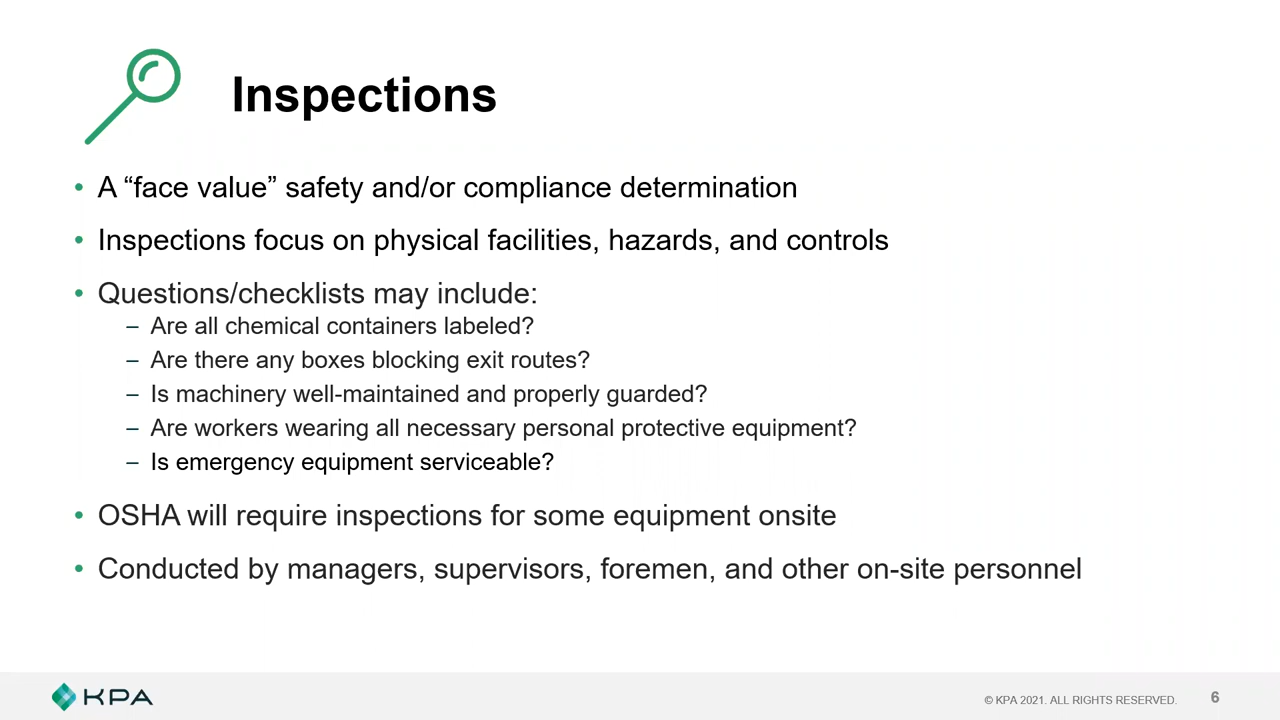 Inspections
• A “face value” safety and/or compliance determination
• Inspections focus on physical facilities, hazards, and controls
• Questions/checklists may include:
– Are all chemical containers labeled?
– Are there any boxes blocking exit routes?
– Is machinery well-maintained and properly guarded?
– Are workers wearing all necessary personal protective equipment?
– Is emergency equipment serviceable?
• OSHA will require inspections for some equipment onsite
• Conducted by managers, supervisors, foremen, and other on-site personnel
KPA
© KPA 2021. ALL RIGHTS RESERVED.
6